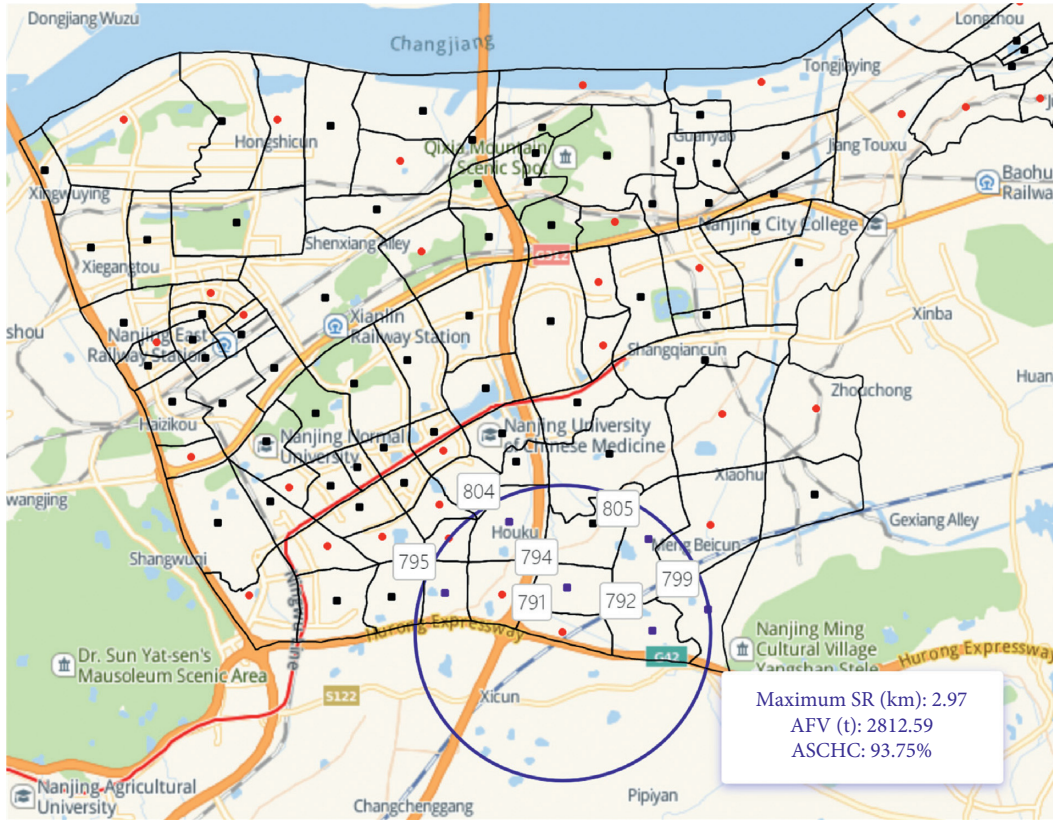 Dongjiang Wuzu
Longzhou
Changjiang
Tongjiaying
Hongshicun
Guanyao
Jiang Touxu
Qixia Mountain
Scenic Spot
Baohu
Railwa
Xingwuying
Nanjing City College
Shenxiang Alley
G312
Xiegangtou
shou
Nanjing East
Railway Station
Xianlin
Railway Station
Xinba
Shangqiancun
Zhouchong
Huan
Haizikou
Nanjing Normal
University
Nanjing University
of Chinese Medicine
Xiaohu
wangjing
804
805
Gexiang Alley
Houku
Meng Beicun
Shangwuqi
795
794
799
791
792
Ningwu Line
Hurong Expressway
Nanjing Ming
Cultural Village
Yangshan Stele
G42
Hurong Expressway
Dr. Sun Yat-sen's
Mausoleum Scenic Area
S122
Xicun
Maximum SR (km): 2.97
AFV (t): 2812.59
ASCHC: 93.75%
Nanjing Agricultural
University
Changchenggang
Pipiyan